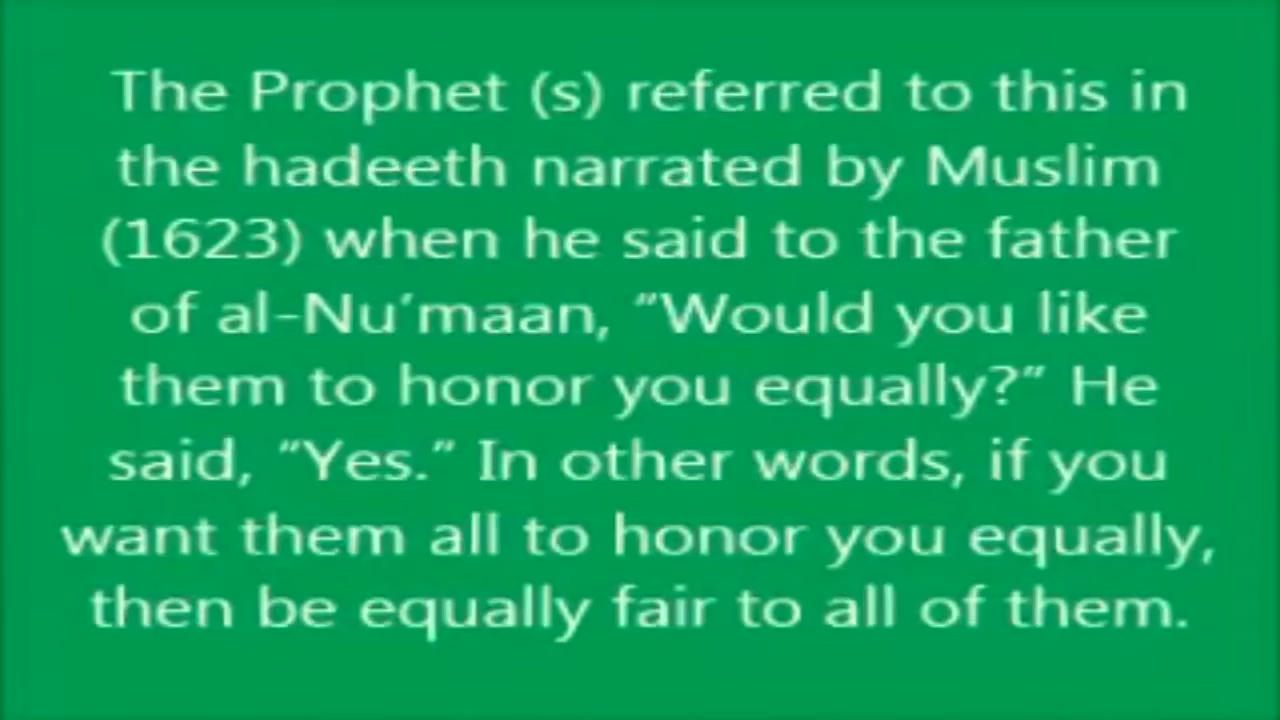 The Prophet (s) referred to this in
the hadeeth narrated by Muslim
(1623) when he said to the father
of al-Nu’maan, “Would you like
them to honor you equally?” He
said, “Yes.” In other words, if you
want them all to honor you equally,
then be equally fair to all of them.